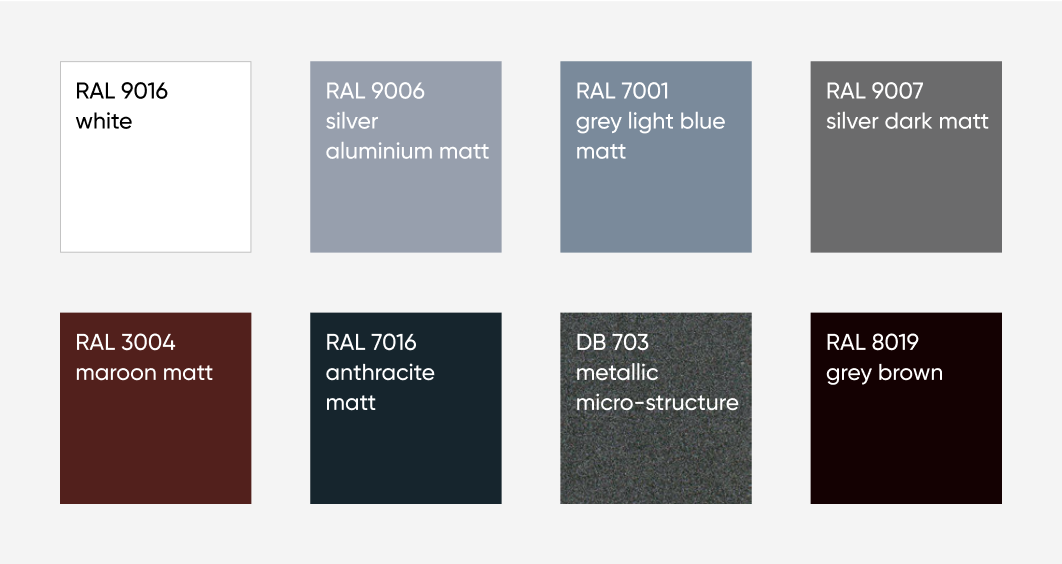 RAL 9016
white
RAL 9006
silver
aluminium matt
RAL 7001
grey light blue
matt
RAL 9007
silver dark matt
RAL 3004
maroon matt
RAL 7016
anthracite
matt
DB 703
metallic
micro-structure
RAL 8019
grey brown